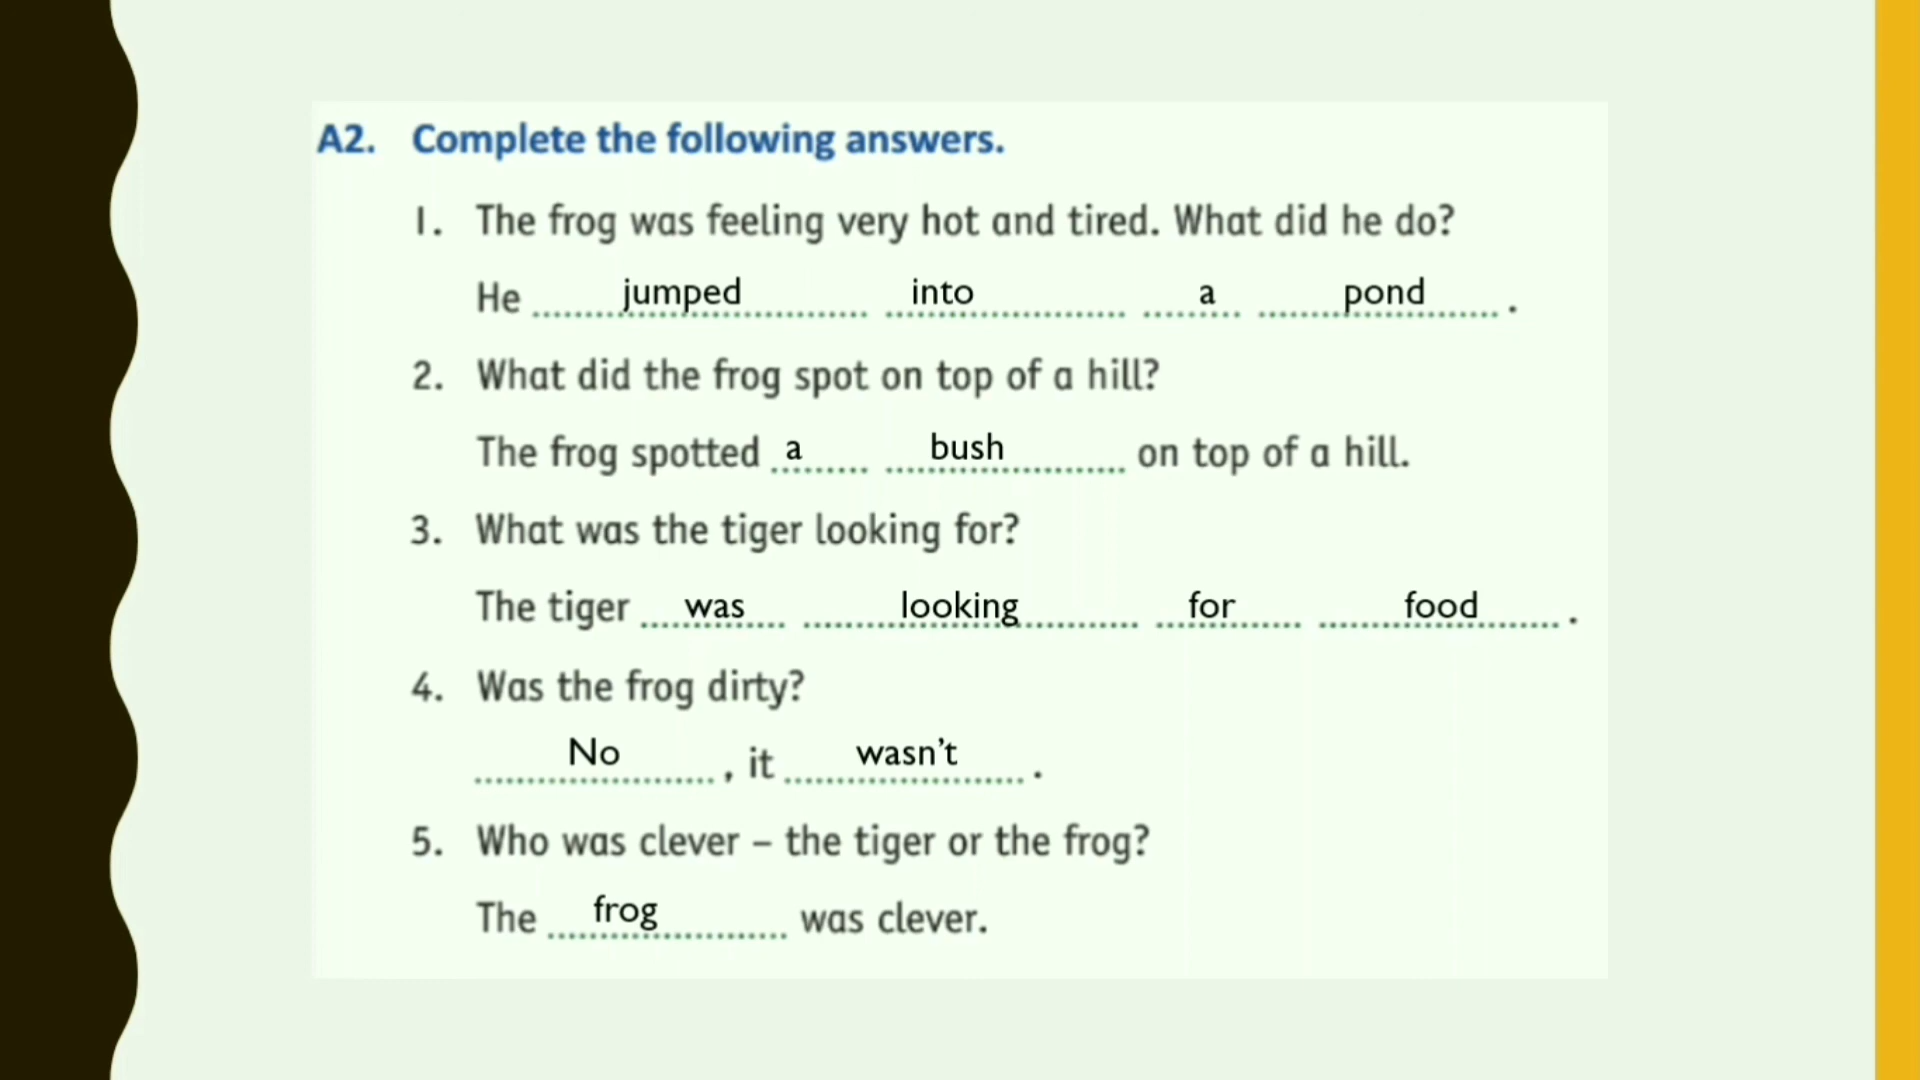 A2. Complete the following answers.
1. The frog was feeling very hot and tired. What did he do?
He jumped into a pond.
2. What did the frog spot on top of a hill?
The frog spotted a bush on top of a hill.
3. What was the tiger looking for?
The tiger was looking for food.
4. Was the frog dirty?
No, it wasn't.
5. Who was clever – the tiger or the frog?
The frog was clever.